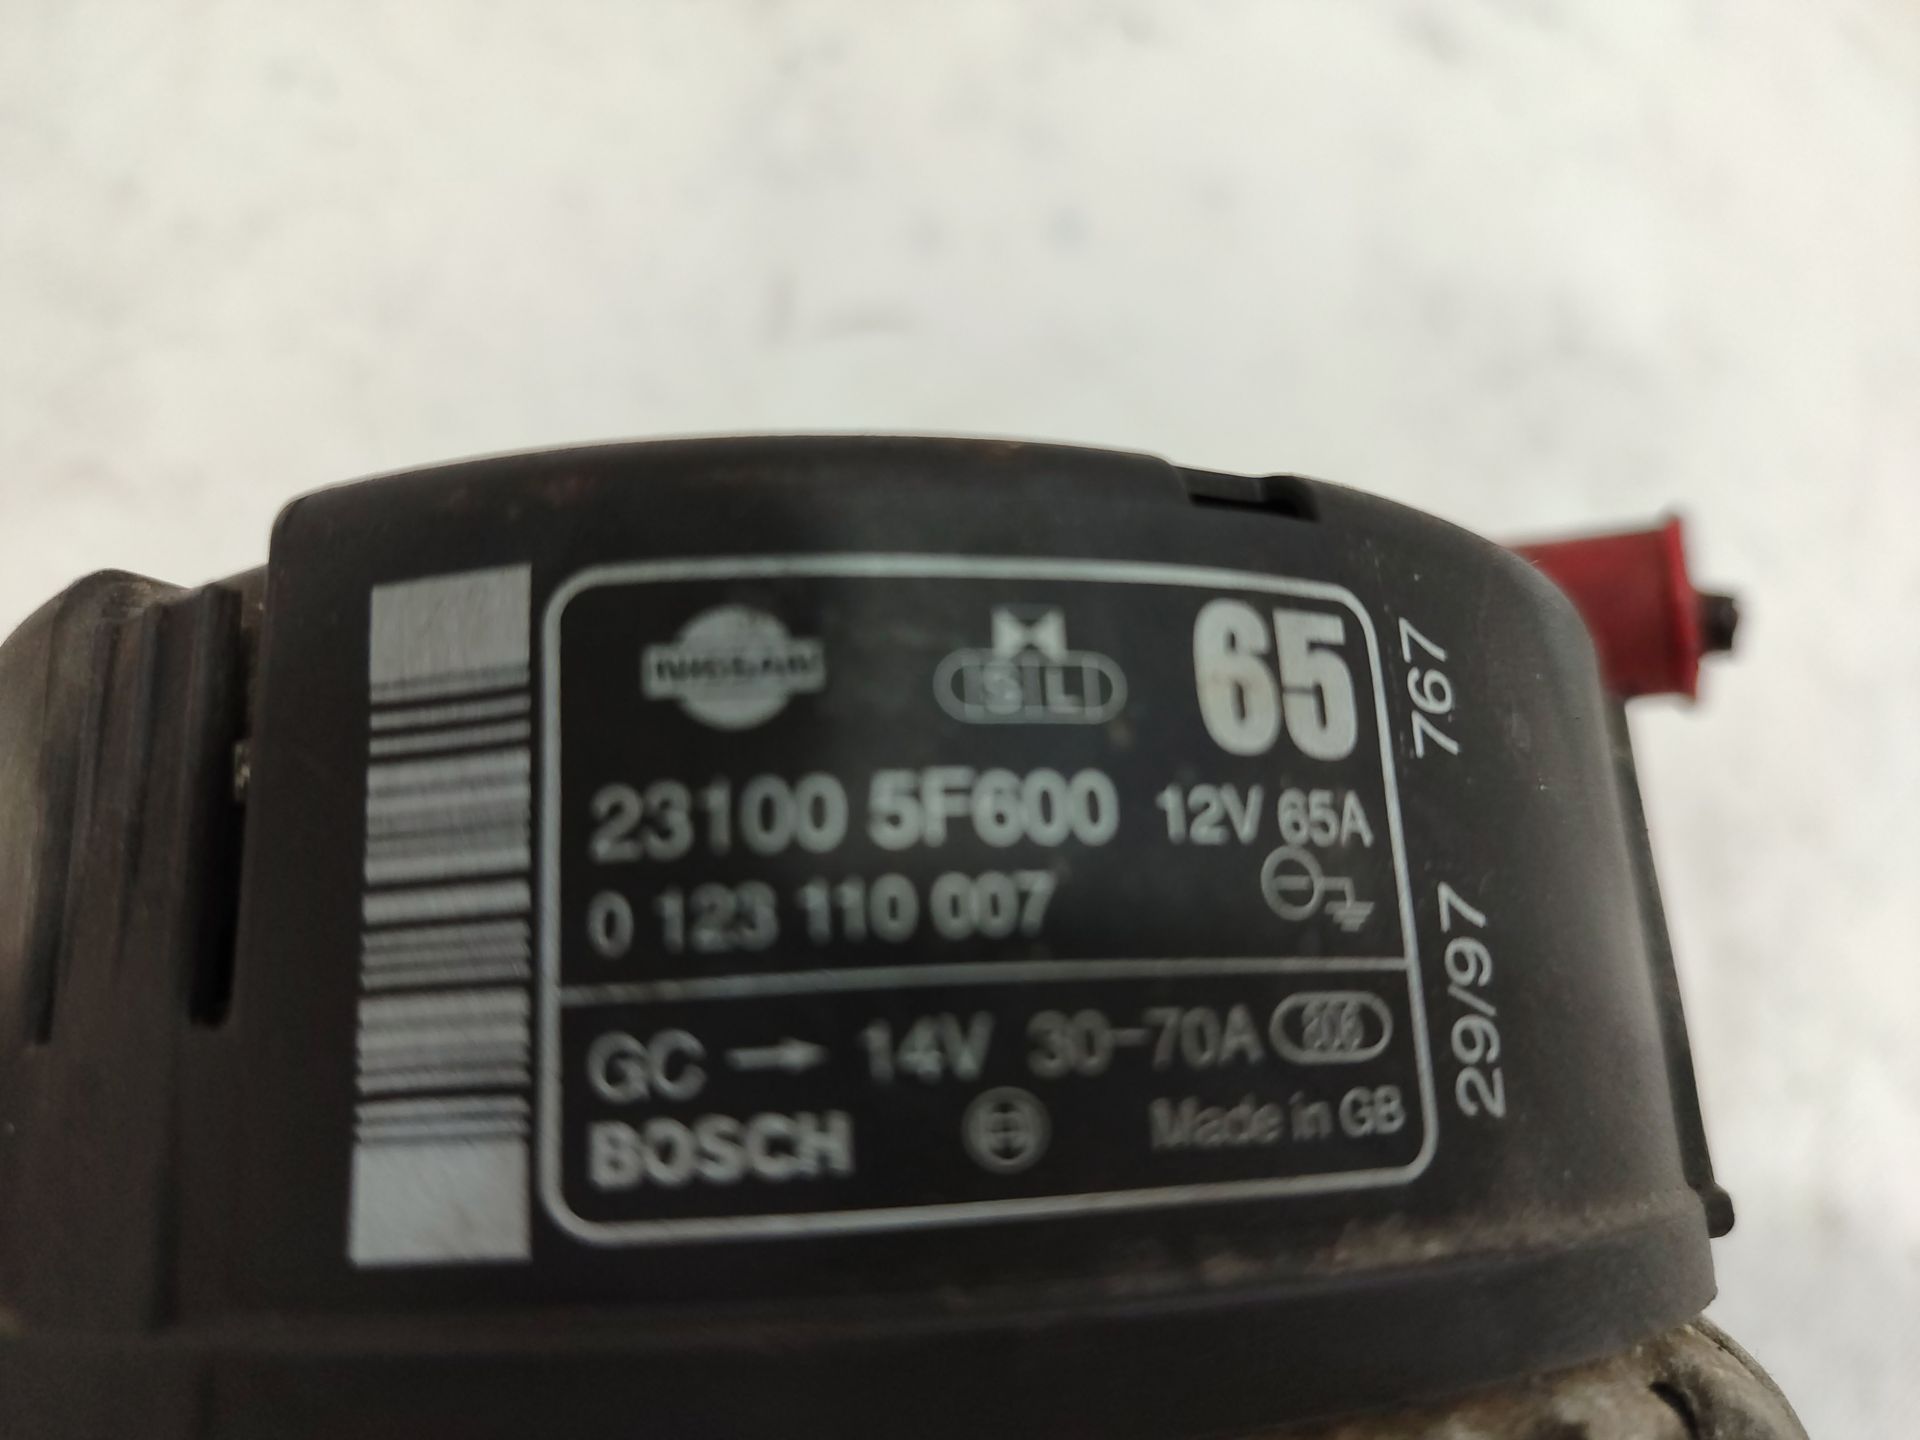 NISSAN
SIL
65
23100 5F600 12V 65A
0 123 110 007
GC → 14V 30-70A
BOSCH Made in GB
767
29/97